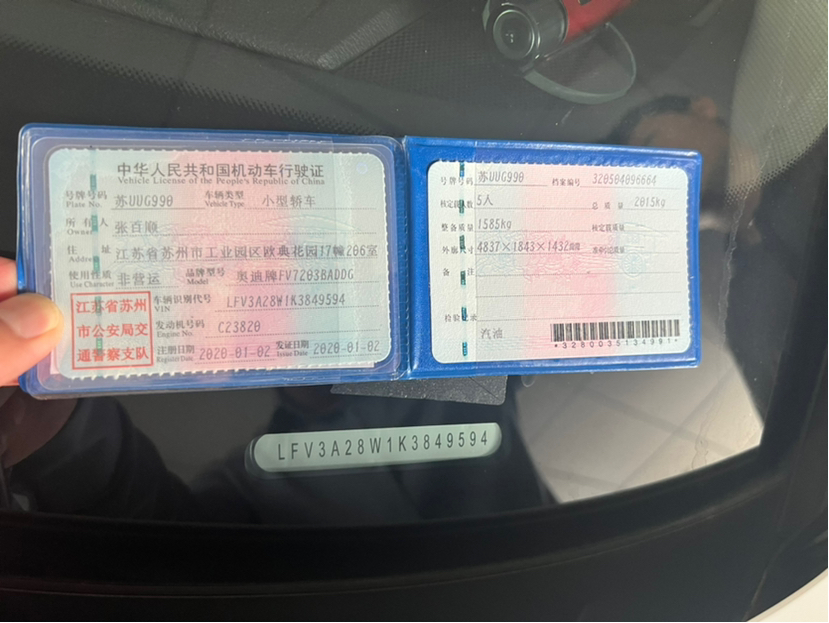 中华人民共和国机动车行驶证
Vehicle License of the People's Republic of China
号牌号码 苏UUG990 车辆类型 小型轿车
Plate No. Vehicle Type
所有人 张百顺
Owner
住址 江苏省苏州市工业园区欧典花园17幢206室
Address
使用性质 非营运 品牌型号 奥迪牌FV7203BADDG
Use Character Model
江苏省苏州
市公安局交
通警察支队
车辆识别代号 LFV3A28W1K3849594
VIN
发动机号码 C23820
Engine No.
注册日期 2020-01-02 发证日期 2020-01-02
Register Date Issue Date
号牌号码 苏UUG990 档案编号 320504096664
核定载人数 5人 总质量 2015kg
整备质量 1585kg 核定载质量
外廓尺寸 4837×1843×1432mm 准牵引总质量
备注
检验记录
汽油
*3280035134991*
LFV3A28W1K3849594